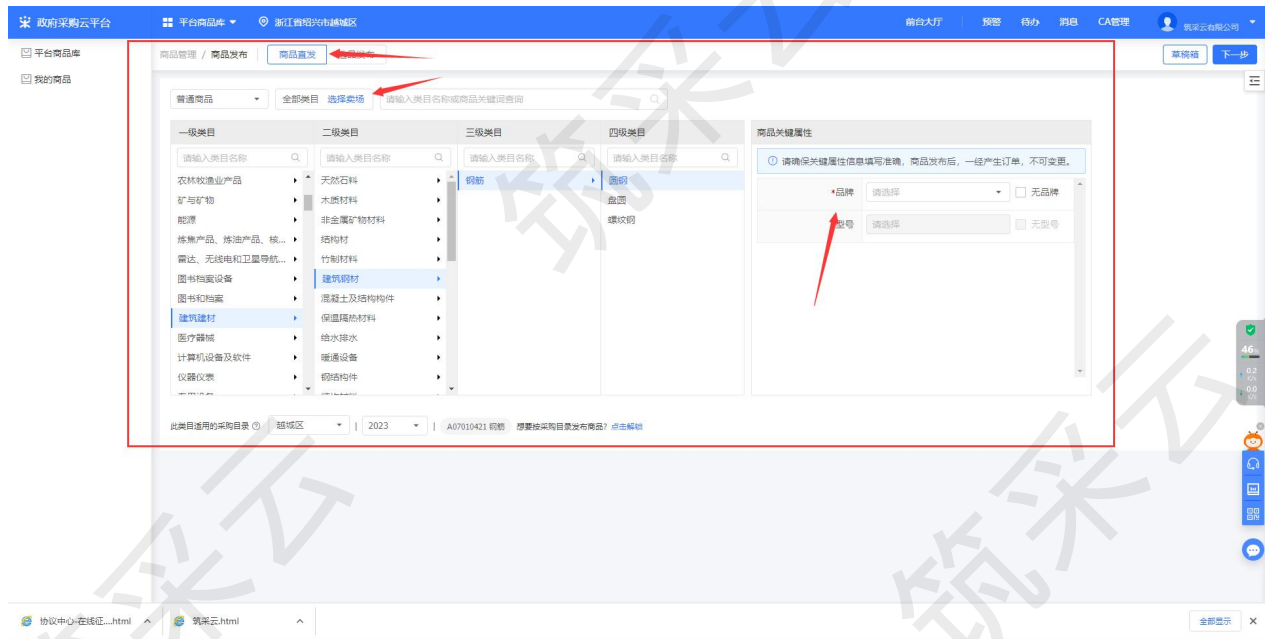 政府采购云平台 平台商品库 浙江省绍兴市越城区 前台大厅 预警 待办 消息 CA管理 筑采云有限公司
平台商品库
我的商品
商品管理 / 商品发布 商品直发
草稿箱 下一步
普通商品 全部类目 选择卖场 请输入类目名称或商品关键词查询
一级类目 二级类目 三级类目 四级类目 商品关键属性
请输入类目名称 请输入类目名称 请输入类目名称 请输入类目名称
请确保关键属性信息填写准确，商品发布后，一经产生订单，不可变更。
农林牧渔业产品 天然石料 钢筋 圆钢
*品牌 请选择 无品牌
矿与矿物 木质材料 盘圆
能源 非金属矿物材料 螺纹钢
型号 请选择 无型号
炼焦产品、炼油产品、核... 结构材
雷达、无线电和卫星导航... 竹制材料
图书档案设备 建筑钢材
图书和档案 混凝土及结构构件
建筑建材 保温隔热材料
医疗器械 给水排水
计算机设备及软件 暖通设备
仪器仪表 钢结构件
46%
0.2
K/s
0.0
K/s
此类目适用的采购目录 越城区 | 2023 | A07010421 钢筋 想要按采购目录发布商品? 点击解锁
协议中心-在线征....html 筑采云.html 全部显示
筑采云
筑采云
筑采云